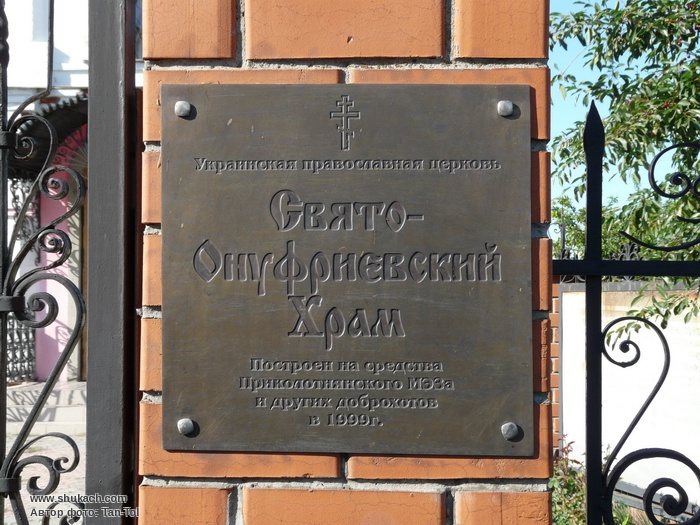 Украинская православная церковь
Свято-
Онуфриевский
Храм
Построен на средства
Приколотнянского МЭЗа
и других доброхотов
в 1999г.
www.shukach.com
Автор фото: Tan-Tol